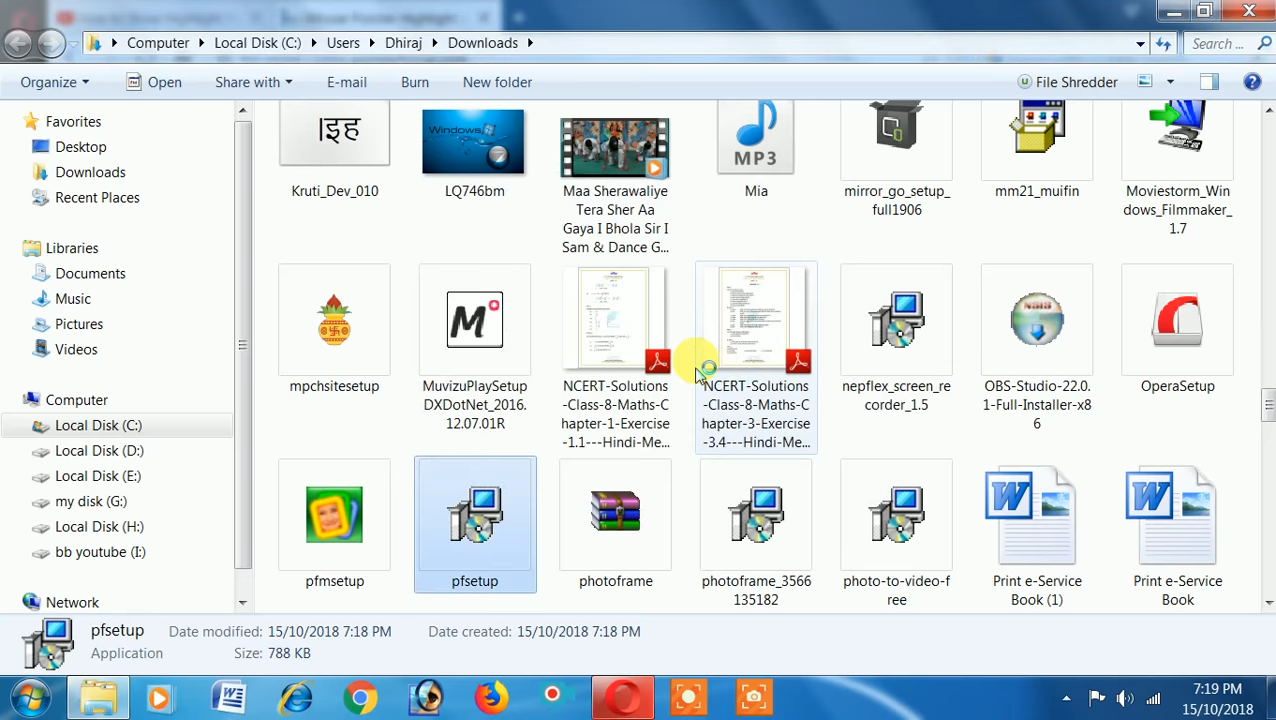 Computer
Local Disk (C:)
Users
Dhiraj
Downloads
Search ...
Organize
Open
Share with
E-mail
Burn
New folder
File Shredder
Favorites
Desktop
Downloads
Recent Places
Libraries
Documents
Music
Pictures
Videos
Computer
Local Disk (C:)
Local Disk (D:)
Local Disk (E:)
my disk (G:)
Local Disk (H:)
bb youtube (I:)
Network
इह
MP3
Kruti_Dev_010
LQ746bm
Maa Sherawaliye
Tera Sher Aa
Gaya I Bhola Sir I
Sam & Dance G...
Mia
mirror_go_setup_
full1906
mm21_muifin
Moviestorm_Win
dows_Filmmaker_
1.7
mpchsitesetup
MuvizuPlaySetup
DXDotNet_2016.
12.07.01R
NCERT-Solutions
-Class-8-Maths-C
hapter-1-Exercise
-1.1---Hindi-Me...
NCERT-Solutions
-Class-8-Maths-C
hapter-3-Exercise
-3.4---Hindi-Me...
nepflex_screen_re
corder_1.5
OBS-Studio-22.0.
1-Full-Installer-x8
6
OperaSetup
pfmsetup
pfsetup
photoframe
photoframe_3566
135182
photo-to-video-f
ree
Print e-Service
Book (1)
Print e-Service
Book
pfsetup
Date modified: 15/10/2018 7:18 PM
Date created: 15/10/2018 7:18 PM
Application
Size: 788 KB
7:19 PM
15/10/2018